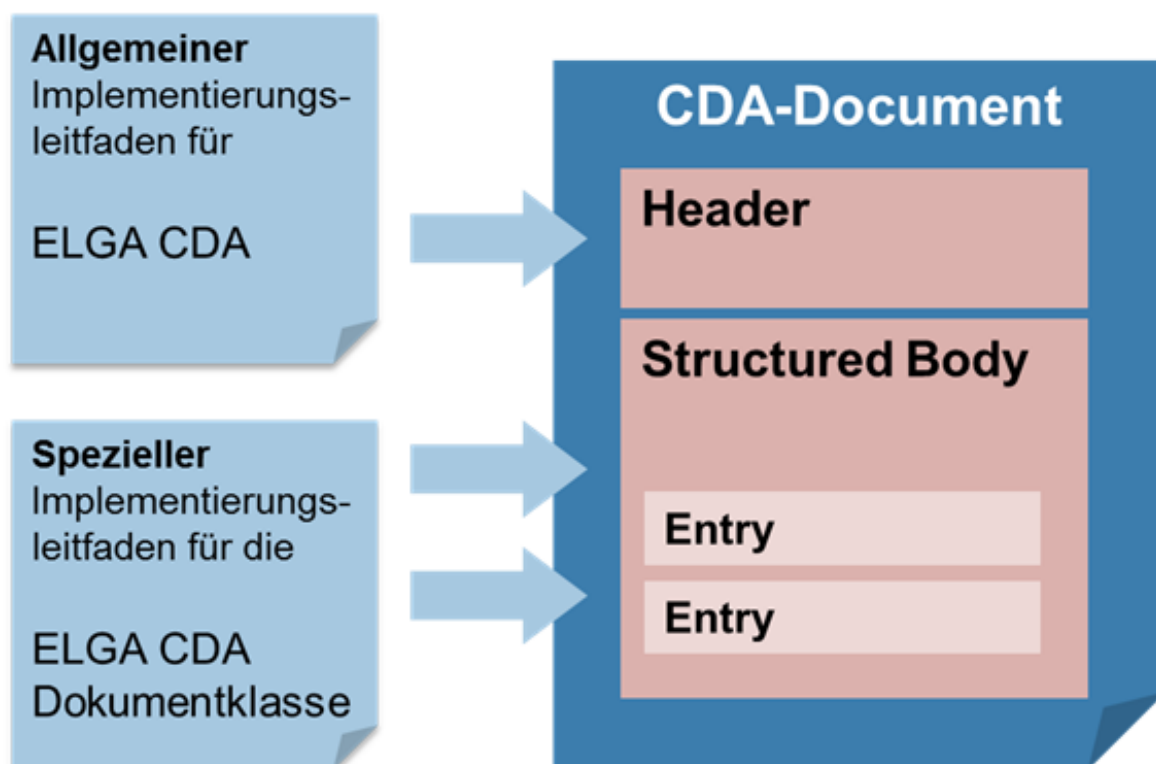 Allgemeiner
Implementierungs-
leitfaden für
ELGA CDA
Spezieller
Implementierungs-
leitfaden für die
ELGA CDA
Dokumentklasse
CDA-Document
Header
Structured Body
Entry
Entry